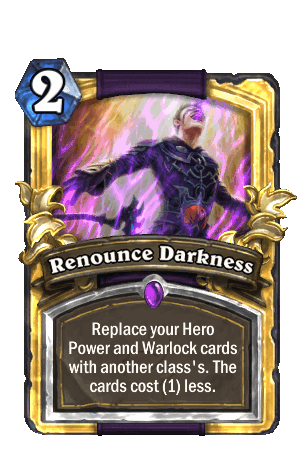 2
Renounce Darkness
Replace your Hero
Power and Warlock cards
with another class's. The
cards cost (1) less.